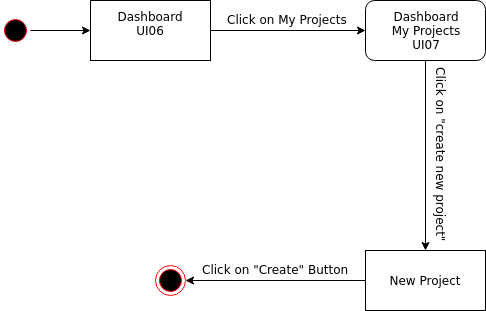 Dashboard
UI06
Click on My Projects
Dashboard
My Projects
UI07
Click on "create new project"
New Project
Click on "Create" Button